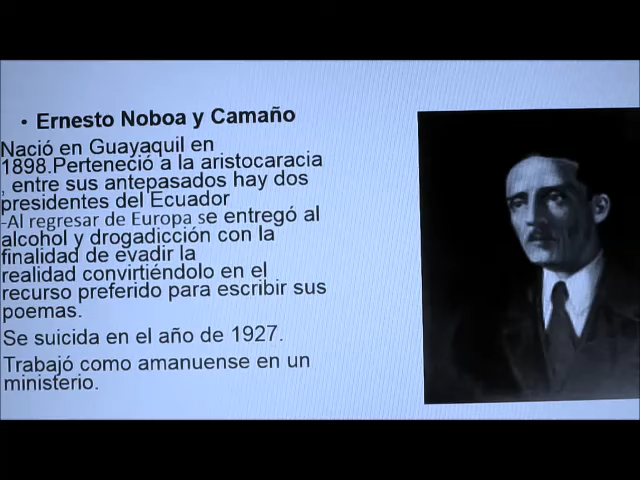 • Ernesto Noboa y Camaño
Nació en Guayaquil en
1898.Perteneció a la aristocaracia
, entre sus antepasados hay dos
presidentes del Ecuador
-Al regresar de Europa se entregó al
alcohol y drogadicción con la
finalidad de evadir la
realidad convirtiéndolo en el
recurso preferido para escribir sus
poemas.
Se suicida en el año de 1927.
Trabajó como amanuense en un
ministerio.